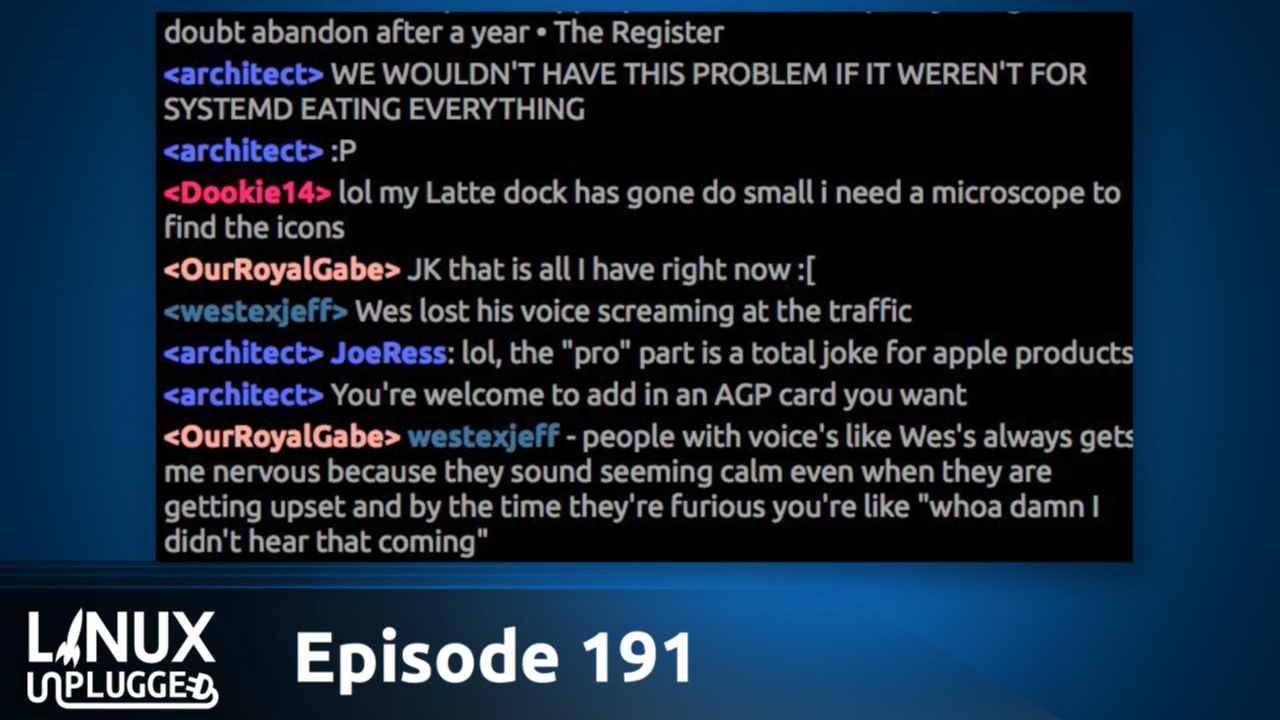 doubt abandon after a year • The Register
<architect> WE WOULDN'T HAVE THIS PROBLEM IF IT WEREN'T FOR
SYSTEMD EATING EVERYTHING
<architect> :P
<Dookie14> lol my Latte dock has gone do small i need a microscope to
find the icons
<OurRoyalGabe> JK that is all I have right now :[
<westexjeff> Wes lost his voice screaming at the traffic
<architect> JoeRess: lol, the "pro" part is a total joke for apple products
<architect> You're welcome to add in an AGP card you want
<OurRoyalGabe> westexjeff - people with voice's like Wes's always gets
me nervous because they sound seeming calm even when they are
getting upset and by the time they're furious you're like "whoa damn I
didn't hear that coming"
LINUX
UNPLUGGED
Episode 191